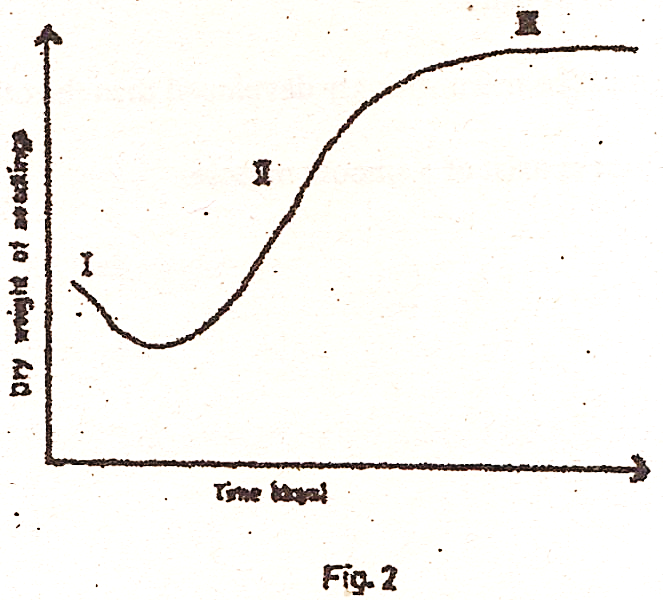 III
II
I
Dry weight of seedlings
Time (days)
Fig. 2